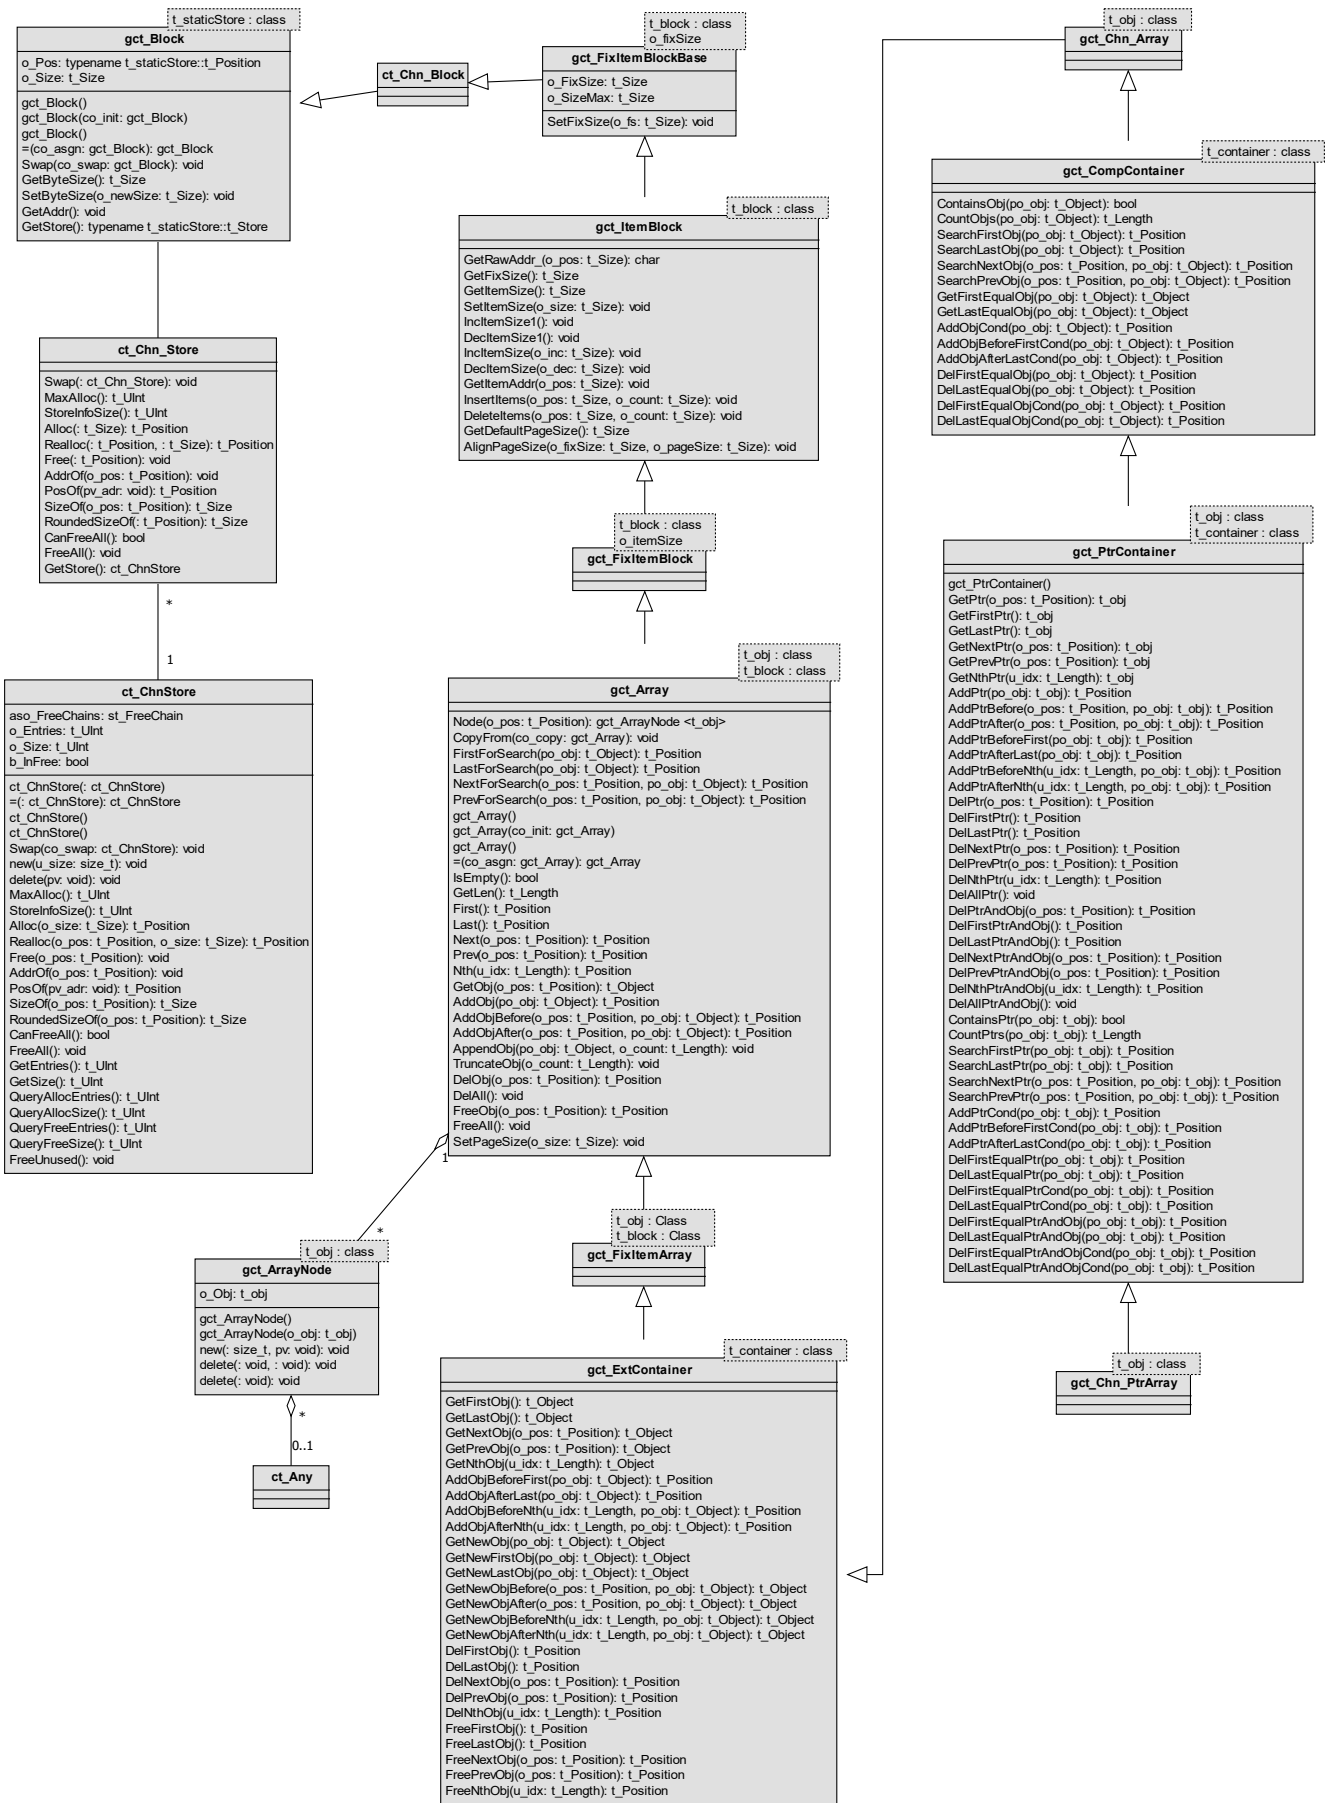 t_staticStore : class
gct_Block
o_Pos: typename t_staticStore::t_Position
o_Size: t_Size
gct_Block()
gct_Block(co_init: gct_Block)
gct_Block()
=(co_asgn: gct_Block): gct_Block
Swap(co_swap: gct_Block): void
GetByteSize(): t_Size
SetByteSize(o_newSize: t_Size): void
GetAddr(): void
GetStore(): typename t_staticStore::t_Store
ct_Chn_Block
t_block : class
o_fixSize
gct_FixItemBlockBase
o_FixSize: t_Size
o_SizeMax: t_Size
SetFixSize(o_fs: t_Size): void
t_block : class
gct_ItemBlock
GetRawAddr_(o_pos: t_Size): char
GetFixSize(): t_Size
GetItemSize(): t_Size
SetItemSize(o_size: t_Size): void
IncItemSize1(): void
DecItemSize1(): void
IncItemSize(o_inc: t_Size): void
DecItemSize(o_dec: t_Size): void
GetItemAddr(o_pos: t_Size): void
InsertItems(o_pos: t_Size, o_count: t_Size): void
DeleteItems(o_pos: t_Size, o_count: t_Size): void
GetDefaultPageSize(): t_Size
AlignPageSize(o_fixSize: t_Size, o_pageSize: t_Size): void
t_block : class
o_itemSize
gct_FixItemBlock
ct_Chn_Store
Swap(: ct_Chn_Store): void
MaxAlloc(): t_UInt
StoreInfoSize(): t_UInt
Alloc(: t_Size): t_Position
Realloc(: t_Position, : t_Size): t_Position
Free(: t_Position): void
AddrOf(o_pos: t_Position): void
PosOf(pv_adr: void): t_Position
SizeOf(o_pos: t_Position): t_Size
RoundedSizeOf(: t_Position): t_Size
CanFreeAll(): bool
FreeAll(): void
GetStore(): ct_ChnStore
*
1
ct_ChnStore
aso_FreeChains: st_FreeChain
o_Entries: t_UInt
o_Size: t_UInt
b_InFree: bool
ct_ChnStore(: ct_ChnStore)
=(: ct_ChnStore): ct_ChnStore
ct_ChnStore()
ct_ChnStore()
Swap(co_swap: ct_ChnStore): void
new(u_size: size_t): void
delete(pv: void): void
MaxAlloc(): t_UInt
StoreInfoSize(): t_UInt
Alloc(o_size: t_Size): t_Position
Realloc(o_pos: t_Position, o_size: t_Size): t_Position
Free(o_pos: t_Position): void
AddrOf(o_pos: t_Position): void
PosOf(pv_adr: void): t_Position
SizeOf(o_pos: t_Position): t_Size
RoundedSizeOf(o_pos: t_Position): t_Size
CanFreeAll(): bool
FreeAll(): void
GetEntries(): t_UInt
GetSize(): t_UInt
QueryAllocEntries(): t_UInt
QueryAllocSize(): t_UInt
QueryFreeEntries(): t_UInt
QueryFreeSize(): t_UInt
FreeUnused(): void
t_obj : class
t_block : class
gct_Array
Node(o_pos: t_Position): gct_ArrayNode <t_obj>
CopyFrom(co_copy: gct_Array): void
FirstForSearch(po_obj: t_Object): t_Position
LastForSearch(po_obj: t_Object): t_Position
NextForSearch(o_pos: t_Position, po_obj: t_Object): t_Position
PrevForSearch(o_pos: t_Position, po_obj: t_Object): t_Position
gct_Array()
gct_Array(co_init: gct_Array)
gct_Array()
=(co_asgn: gct_Array): gct_Array
IsEmpty(): bool
GetLen(): t_Length
First(): t_Position
Last(): t_Position
Next(o_pos: t_Position): t_Position
Prev(o_pos: t_Position): t_Position
Nth(u_idx: t_Length): t_Position
GetObj(o_pos: t_Position): t_Object
AddObj(po_obj: t_Object): t_Position
AddObjBefore(o_pos: t_Position, po_obj: t_Object): t_Position
AddObjAfter(o_pos: t_Position, po_obj: t_Object): t_Position
AppendObj(po_obj: t_Object, o_count: t_Length): void
TruncateObj(o_count: t_Length): void
DelObj(o_pos: t_Position): t_Position
DelAll(): void
FreeObj(o_pos: t_Position): t_Position
FreeAll(): void
SetPageSize(o_size: t_Size): void
1
*
t_obj : class
gct_ArrayNode
o_Obj: t_obj
gct_ArrayNode()
gct_ArrayNode(o_obj: t_obj)
new(: size_t, pv: void): void
delete(: void, : void): void
delete(: void): void
*
0..1
ct_Any
t_obj : Class
t_block : Class
gct_FixItemArray
t_container : class
gct_ExtContainer
GetFirstObj(): t_Object
GetLastObj(): t_Object
GetNextObj(o_pos: t_Position): t_Object
GetPrevObj(o_pos: t_Position): t_Object
GetNthObj(u_idx: t_Length): t_Object
AddObjBeforeFirst(po_obj: t_Object): t_Position
AddObjAfterLast(po_obj: t_Object): t_Position
AddObjBeforeNth(u_idx: t_Length, po_obj: t_Object): t_Position
AddObjAfterNth(u_idx: t_Length, po_obj: t_Object): t_Position
GetNewObj(po_obj: t_Object): t_Object
GetNewFirstObj(po_obj: t_Object): t_Object
GetNewLastObj(po_obj: t_Object): t_Object
GetNewObjBefore(o_pos: t_Position, po_obj: t_Object): t_Object
GetNewObjAfter(o_pos: t_Position, po_obj: t_Object): t_Object
GetNewObjBeforeNth(u_idx: t_Length, po_obj: t_Object): t_Object
GetNewObjAfterNth(u_idx: t_Length, po_obj: t_Object): t_Object
DelFirstObj(): t_Position
DelLastObj(): t_Position
DelNextObj(o_pos: t_Position): t_Position
DelPrevObj(o_pos: t_Position): t_Position
DelNthObj(u_idx: t_Length): t_Position
FreeFirstObj(): t_Position
FreeLastObj(): t_Position
FreeNextObj(o_pos: t_Position): t_Position
FreePrevObj(o_pos: t_Position): t_Position
FreeNthObj(u_idx: t_Length): t_Position
t_obj : class
gct_Chn_Array
t_container : class
gct_CompContainer
ContainsObj(po_obj: t_Object): bool
CountObjs(po_obj: t_Object): t_Length
SearchFirstObj(po_obj: t_Object): t_Position
SearchLastObj(po_obj: t_Object): t_Position
SearchNextObj(o_pos: t_Position, po_obj: t_Object): t_Position
SearchPrevObj(o_pos: t_Position, po_obj: t_Object): t_Position
GetFirstEqualObj(po_obj: t_Object): t_Object
GetLastEqualObj(po_obj: t_Object): t_Object
AddObjCond(po_obj: t_Object): t_Position
AddObjBeforeFirstCond(po_obj: t_Object): t_Position
AddObjAfterLastCond(po_obj: t_Object): t_Position
DelFirstEqualObj(po_obj: t_Object): t_Position
DelLastEqualObj(po_obj: t_Object): t_Position
DelFirstEqualObjCond(po_obj: t_Object): t_Position
DelLastEqualObjCond(po_obj: t_Object): t_Position
t_obj : class
t_container : class
gct_PtrContainer
gct_PtrContainer()
GetPtr(o_pos: t_Position): t_obj
GetFirstPtr(): t_obj
GetLastPtr(): t_obj
GetNextPtr(o_pos: t_Position): t_obj
GetPrevPtr(o_pos: t_Position): t_obj
GetNthPtr(u_idx: t_Length): t_obj
AddPtr(po_obj: t_obj): t_Position
AddPtrBefore(o_pos: t_Position, po_obj: t_obj): t_Position
AddPtrAfter(o_pos: t_Position, po_obj: t_obj): t_Position
AddPtrBeforeFirst(po_obj: t_obj): t_Position
AddPtrAfterLast(po_obj: t_obj): t_Position
AddPtrBeforeNth(u_idx: t_Length, po_obj: t_obj): t_Position
AddPtrAfterNth(u_idx: t_Length, po_obj: t_obj): t_Position
DelPtr(o_pos: t_Position): t_Position
DelFirstPtr(): t_Position
DelLastPtr(): t_Position
DelNextPtr(o_pos: t_Position): t_Position
DelPrevPtr(o_pos: t_Position): t_Position
DelNthPtr(u_idx: t_Length): t_Position
DelAllPtr(): void
DelPtrAndObj(o_pos: t_Position): t_Position
DelFirstPtrAndObj(): t_Position
DelLastPtrAndObj(): t_Position
DelNextPtrAndObj(o_pos: t_Position): t_Position
DelPrevPtrAndObj(o_pos: t_Position): t_Position
DelNthPtrAndObj(u_idx: t_Length): t_Position
DelAllPtrAndObj(): void
ContainsPtr(po_obj: t_obj): bool
CountPtrs(po_obj: t_obj): t_Length
SearchFirstPtr(po_obj: t_obj): t_Position
SearchLastPtr(po_obj: t_obj): t_Position
SearchNextPtr(o_pos: t_Position, po_obj: t_obj): t_Position
SearchPrevPtr(o_pos: t_Position, po_obj: t_obj): t_Position
AddPtrCond(po_obj: t_obj): t_Position
AddPtrBeforeFirstCond(po_obj: t_obj): t_Position
AddPtrAfterLastCond(po_obj: t_obj): t_Position
DelFirstEqualPtr(po_obj: t_obj): t_Position
DelLastEqualPtr(po_obj: t_obj): t_Position
DelFirstEqualPtrCond(po_obj: t_obj): t_Position
DelLastEqualPtrCond(po_obj: t_obj): t_Position
DelFirstEqualPtrAndObj(po_obj: t_obj): t_Position
DelLastEqualPtrAndObj(po_obj: t_obj): t_Position
DelFirstEqualPtrAndObjCond(po_obj: t_obj): t_Position
DelLastEqualPtrAndObjCond(po_obj: t_obj): t_Position
t_obj : class
gct_Chn_PtrArray